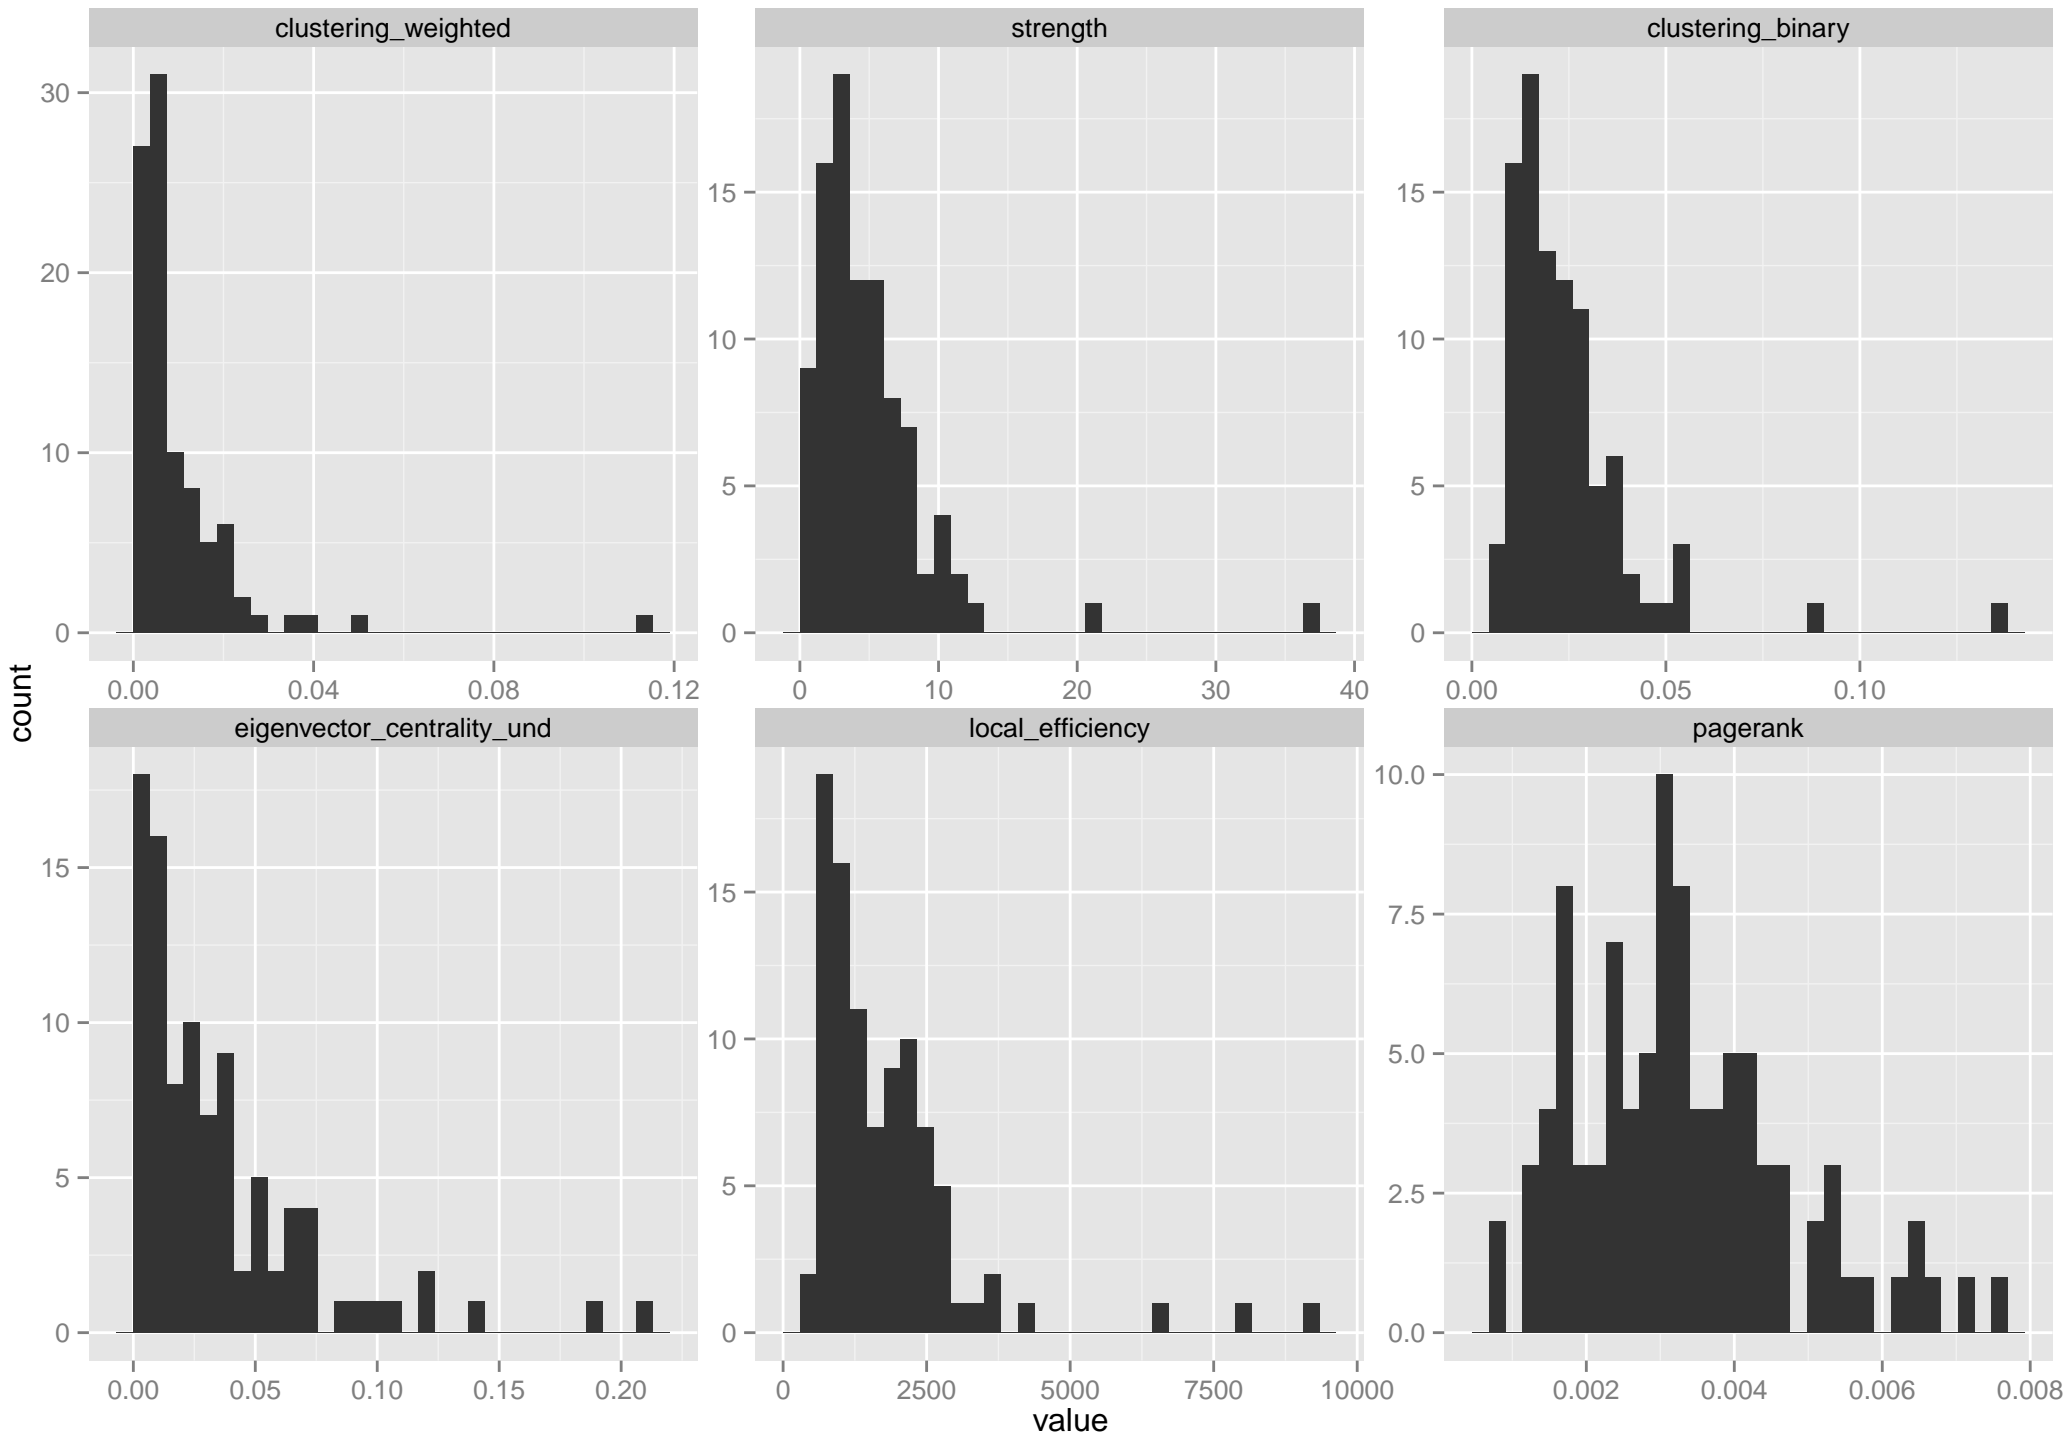 clustering_weighted
strength
clustering_binary
30
20
10
0
15
10
5
0
15
10
5
0
0.00 0.04 0.08 0.12
0 10 20 30 40
0.00 0.05 0.10
count
eigenvector_centrality_und
local_efficiency
pagerank
15
10
5
0
15
10
5
0
10.0
7.5
5.0
2.5
0.0
0.00 0.05 0.10 0.15 0.20
0 2500 5000 7500 10000
0.002 0.004 0.006 0.008
value